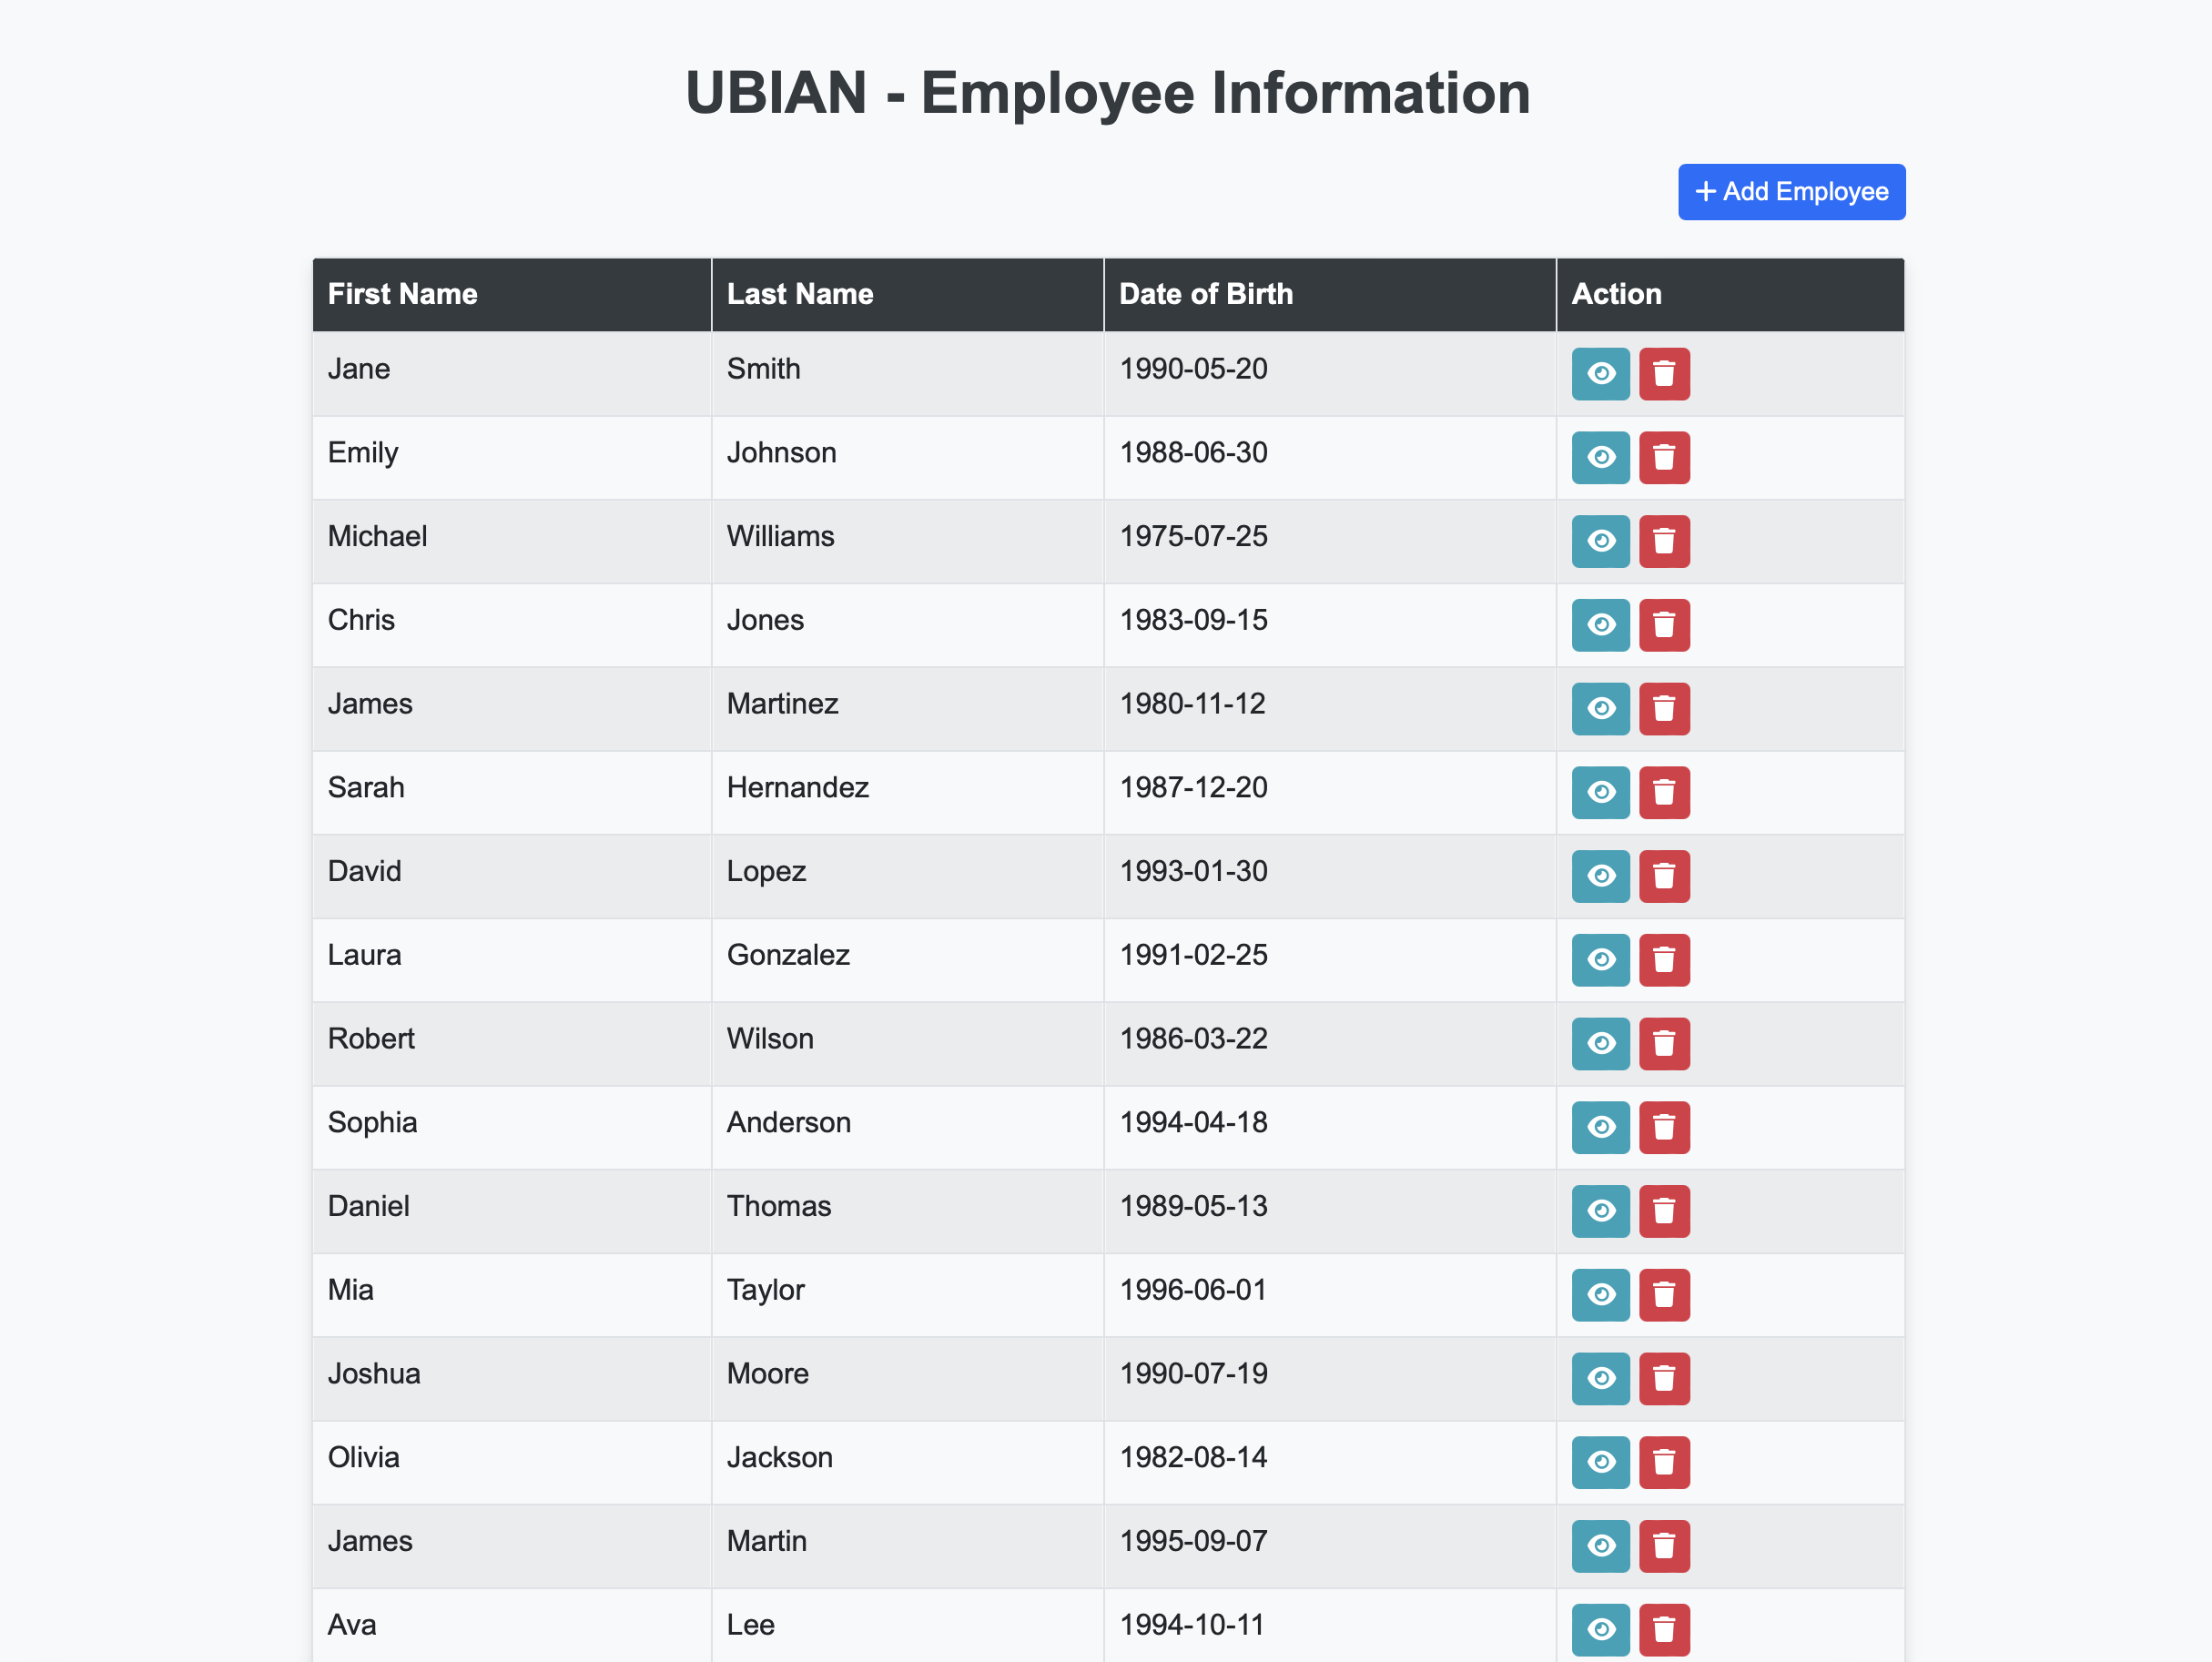 UBIAN - Employee Information
+ Add Employee
First Name Last Name Date of Birth Action
Jane Smith 1990-05-20
Emily Johnson 1988-06-30
Michael Williams 1975-07-25
Chris Jones 1983-09-15
James Martinez 1980-11-12
Sarah Hernandez 1987-12-20
David Lopez 1993-01-30
Laura Gonzalez 1991-02-25
Robert Wilson 1986-03-22
Sophia Anderson 1994-04-18
Daniel Thomas 1989-05-13
Mia Taylor 1996-06-01
Joshua Moore 1990-07-19
Olivia Jackson 1982-08-14
James Martin 1995-09-07
Ava Lee 1994-10-11